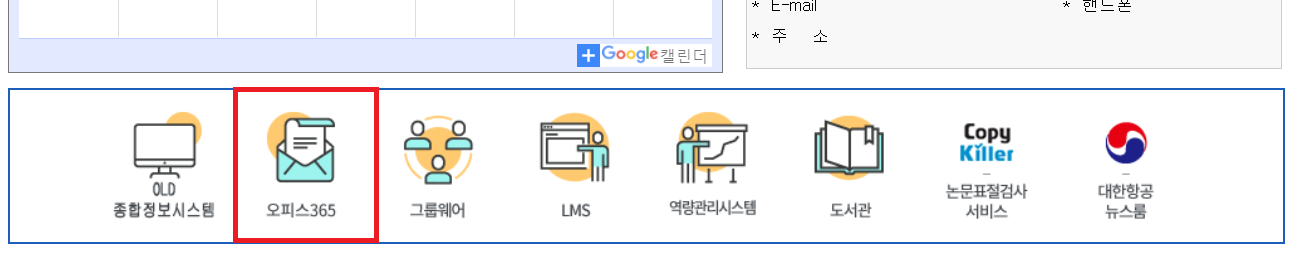 * E-mail
* 핸드폰
* 주 소
+ Google 캘린더
OLD
종합정보시스템
오피스365
그룹웨어
LMS
역량관리시스템
도서관
Copy
Killer
논문표절검사
서비스
대한항공
뉴스룸